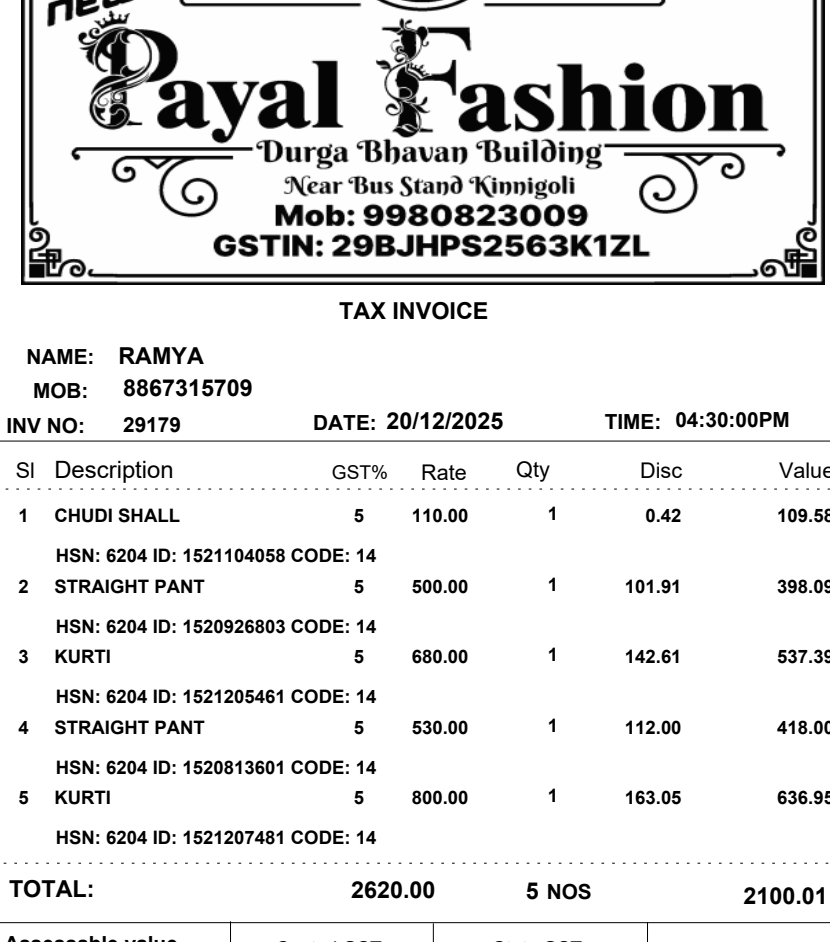 new
Payal Fashion
Durga Bhavan Building
Near Bus Stand Kinnigoli
Mob: 9980823009
GSTIN: 29BJHPS2563K1ZL
TAX INVOICE
NAME: RAMYA
MOB: 8867315709
INV NO: 29179 DATE: 20/12/2025 TIME: 04:30:00PM
Sl Description GST% Rate Qty Disc Value
1 CHUDI SHALL 5 110.00 1 0.42 109.58
HSN: 6204 ID: 1521104058 CODE: 14
2 STRAIGHT PANT 5 500.00 1 101.91 398.09
HSN: 6204 ID: 1520926803 CODE: 14
3 KURTI 5 680.00 1 142.61 537.39
HSN: 6204 ID: 1521205461 CODE: 14
4 STRAIGHT PANT 5 530.00 1 112.00 418.00
HSN: 6204 ID: 1520813601 CODE: 14
5 KURTI 5 800.00 1 163.05 636.95
HSN: 6204 ID: 1521207481 CODE: 14
TOTAL: 2620.00 5 NOS 2100.01